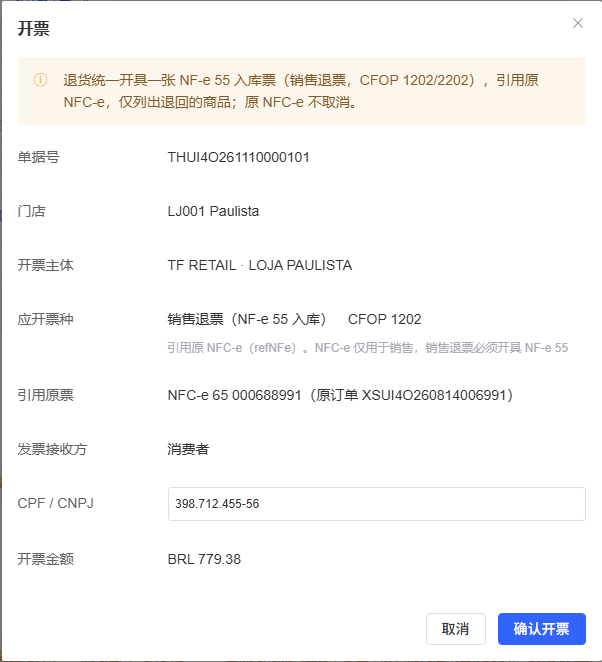 开票
退货统一开具一张 NF-e 55 入库票（销售退票，CFOP 1202/2202），引用原
NFC-e，仅列出退回的商品；原 NFC-e 不取消。
单据号 THUI4O261110000101
门店 LJ001 Paulista
开票主体 TF RETAIL · LOJA PAULISTA
应开票种 销售退票（NF-e 55 入库） CFOP 1202
引用原 NFC-e（refNFe）。NFC-e 仅用于销售，销售退票必须开具 NF-e 55
引用原票 NFC-e 65 000688991（原订单 XSUI4O260814006991）
发票接收方 消费者
CPF / CNPJ 398.712.455-56
开票金额 BRL 779.38
取消 确认开票